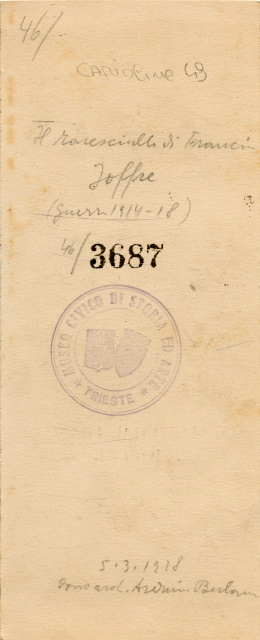 46/
CARTOLINE 49
Il Maresciallo di Francia
Joffre
(guerra 1914-18)
46/ 3687
MUSEO CIVICO DI STORIA ED ARTE
* TRIESTE *
5.3.1928